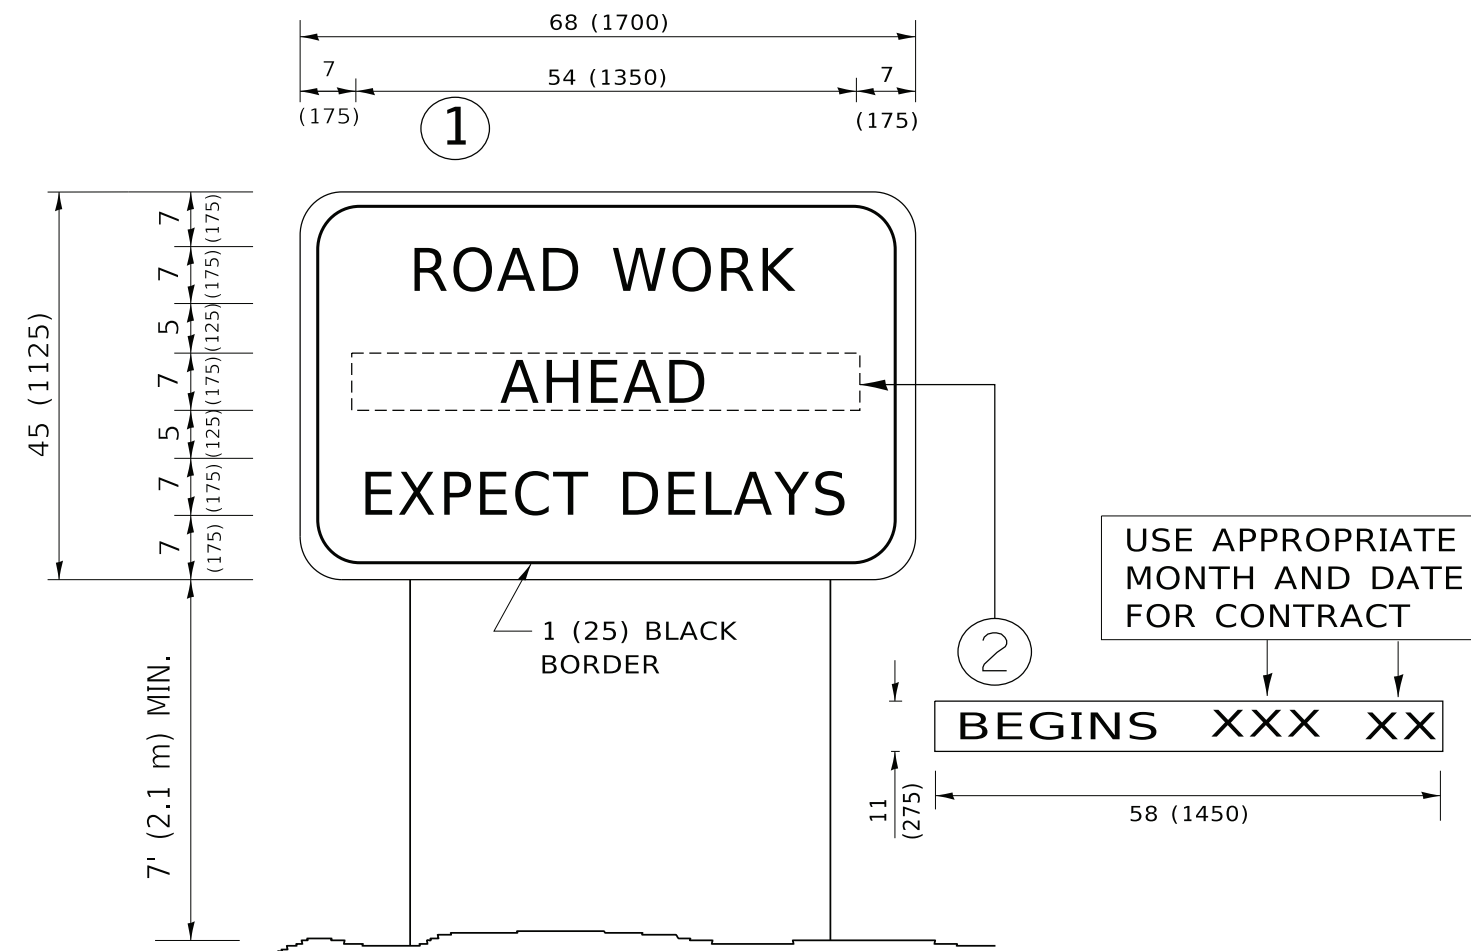 68 (1700)
7
54 (1350)
7
(175)
(175)
1
7
(175)
7
(175)
5
(125)
7
(175)
5
(125)
7
(175)
7
(175)
45 (1125)
ROAD WORK
AHEAD
EXPECT DELAYS
1 (25) BLACK
BORDER
7' (2.1 m) MIN.
USE APPROPRIATE
MONTH AND DATE
FOR CONTRACT
2
BEGINS XXX XX
11
(275)
58 (1450)